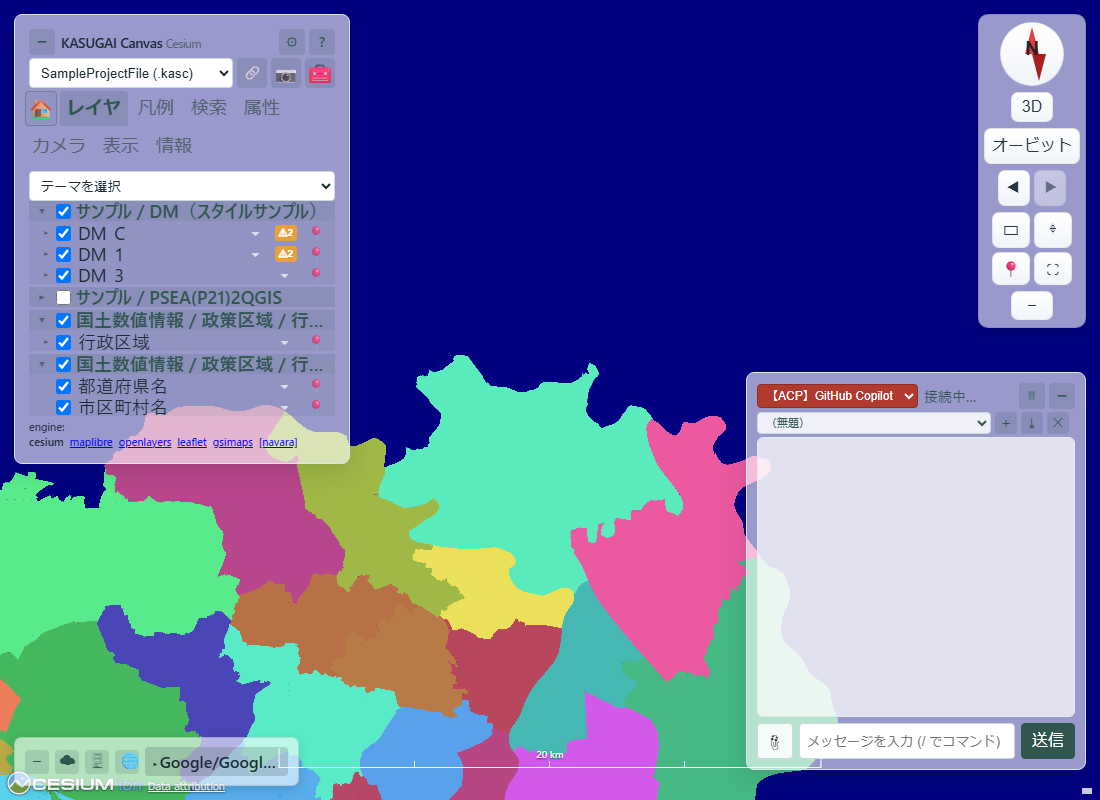 KASUGAI Canvas Cesium
?
SampleProjectFile (.kasc)
レイヤ 凡例 検索 属性
カメラ 表示 情報
テーマを選択
サンプル / DM（スタイルサンプル）
DM C 2
DM 1 2
DM 3
サンプル / PSEA(P21)2QGIS
国土数値情報 / 政策区域 / 行...
行政区域
国土数値情報 / 政策区域 / 行...
都道府県名
市区町村名
engine:
cesium maplibre openlayers leaflet gsimaps [navara]
N
3D
オービット
【ACP】GitHub Copilot 接続中...
（無題）
メッセージを入力 (/ でコマンド) 送信
Google/Googl...
20 km
CESIUM ion Data attribution